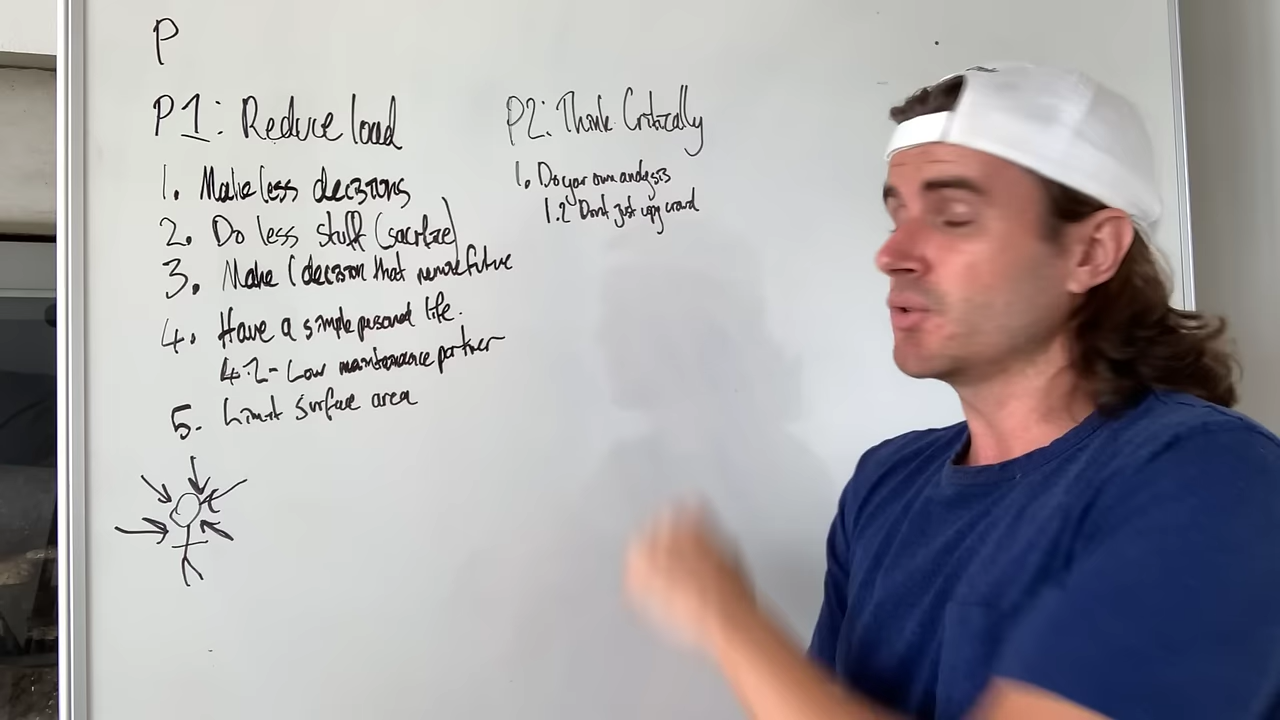 P
P1: Reduce load
1. Make less decisions
2. Do less stuff (sacrifice)
3. Make 1 decision that remove future
4. Have a simple personal life.
4.2 - Low maintenance partner
5. Limit surface area
P2: Think Critically
1. Do your own analysis
1.2 Dont just copy crowd